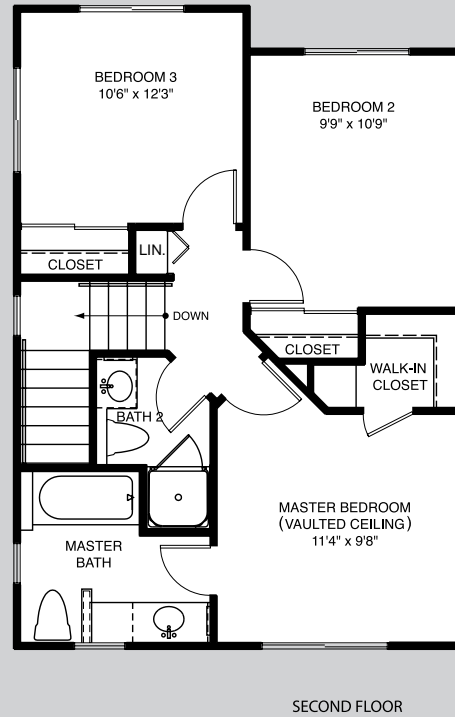 BEDROOM 3
10'6" x 12'3"
BEDROOM 2
9'9" x 10'9"
LIN.
CLOSET
DOWN
CLOSET
WALK-IN
CLOSET
BATH 2
MASTER BEDROOM
(VAULTED CEILING)
11'4" x 9'8"
MASTER
BATH
SECOND FLOOR